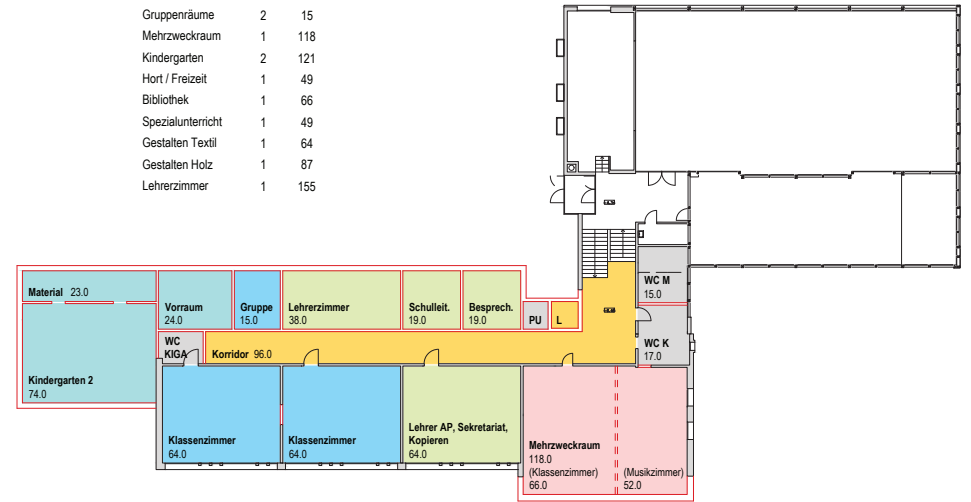 Gruppenräume 2 15
Mehrzweckraum 1 118
Kindergarten 2 121
Hort / Freizeit 1 49
Bibliothek 1 66
Spezialunterricht 1 49
Gestalten Textil 1 64
Gestalten Holz 1 87
Lehrerzimmer 1 155
Material 23.0
Vorraum
24.0
Gruppe
15.0
Lehrerzimmer
38.0
Schulleit.
19.0
Besprech.
19.0
PU
L
WC M
15.0
WC K
17.0
WC
KIGA
Korridor 96.0
Kindergarten 2
74.0
Klassenzimmer
64.0
Klassenzimmer
64.0
Lehrer AP, Sekretariat,
Kopieren
64.0
Mehrzweckraum
118.0
(Klassenzimmer)
66.0
(Musikzimmer)
52.0